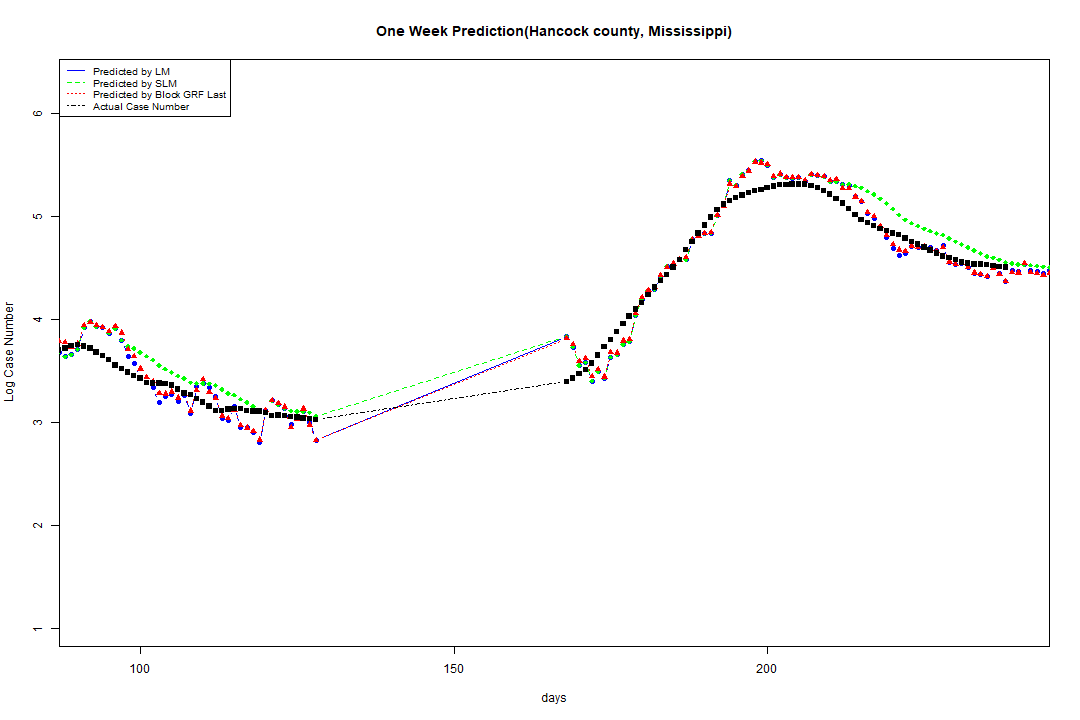 One Week Prediction(Hancock county, Mississippi)
Predicted by LM
Predicted by SLM
Predicted by Block GRF Last
Actual Case Number
6
5
4
3
2
1
Log Case Number
100 150 200
days